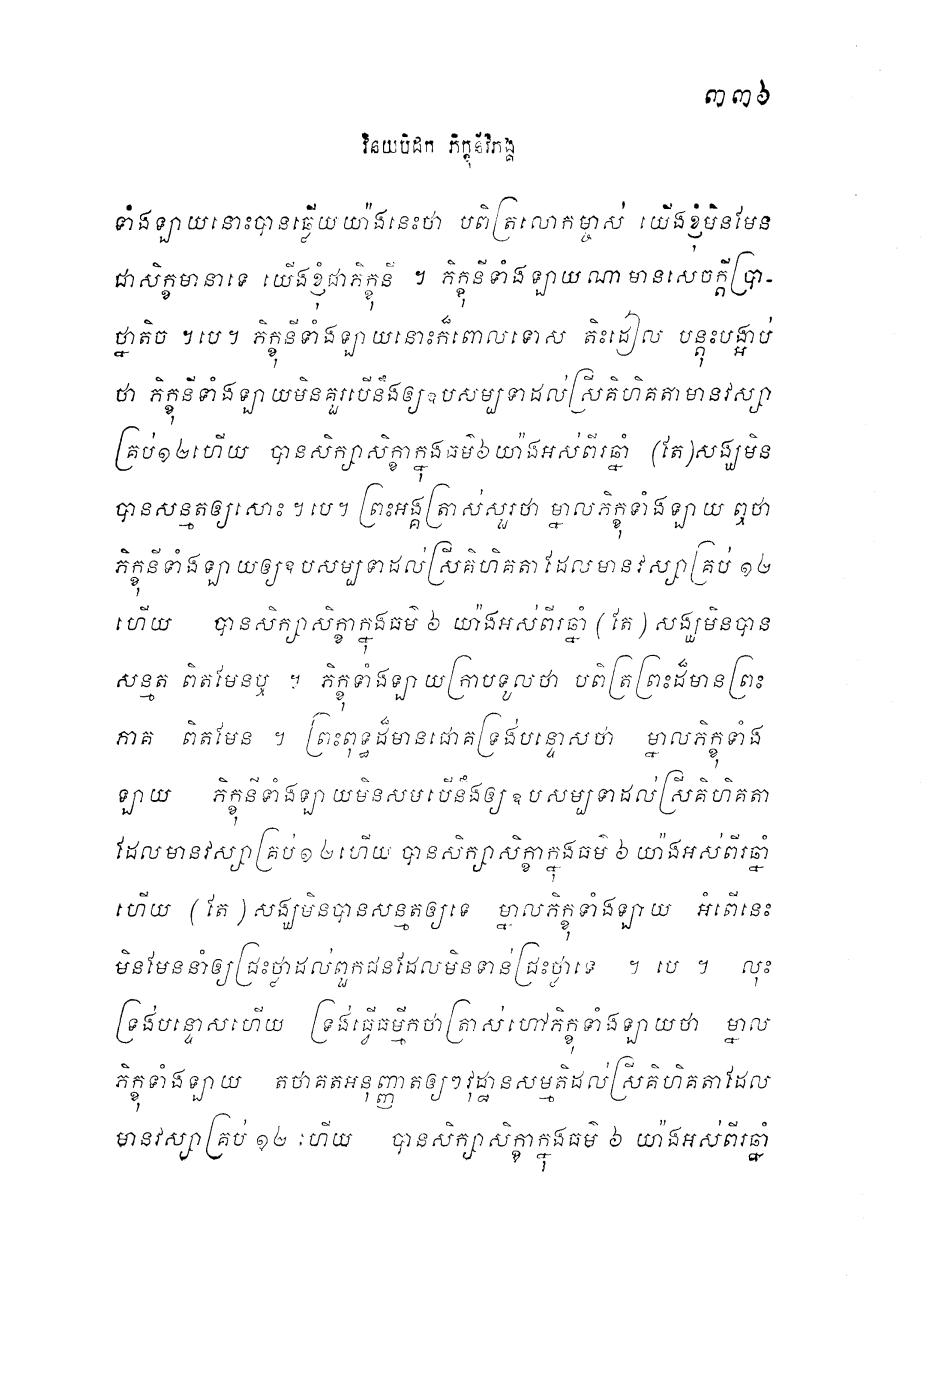 ៣៣៦
វិនយបិដក ភិក្ខុនីវិភង្គ
ទាំងឡាយនោះបានឆ្លើយយ៉ាងនេះថា បពិត្រលោកម្ចាស់ យើងខ្ញុំមិនមែន
ជាសិក្ខមានាទេ យើងខ្ញុំជាភិក្ខុនី ។ ភិក្ខុនីទាំងឡាយណាមានសេចក្តីប្រា-
ថ្នាតិច ។បេ។ ភិក្ខុនីទាំងឡាយនោះក៏ពោលទោស តិះដៀល បន្តុះបង្អាប់
ថា ភិក្ខុនីទាំងឡាយមិនគួរបើនឹងឲ្យឧបសម្បទាដល់ស្រីគិហិគតាមានវស្សា
គ្រប់១២ហើយ បានសិក្សាសិក្ខាក្នុងធម៌៦យ៉ាងអស់ពីរឆ្នាំ (តែ)សង្ឃមិន
បានសន្មតឲ្យសោះ ។បេ។ ព្រះអង្គត្រាស់សួរថា ម្នាលភិក្ខុទាំងឡាយ ឮថា
ភិក្ខុនីទាំងឡាយឲ្យឧបសម្បទាដល់ស្រីគិហិគតា ដែលមានវស្សាគ្រប់ ១២
ហើយ បានសិក្សាសិក្ខាក្នុងធម៌ ៦ យ៉ាងអស់ពីរឆ្នាំ (តែ) សង្ឃមិនបាន
សន្មត ពិតមែនឬ ។ ភិក្ខុទាំងឡាយក្រាបទូលថា បពិត្រព្រះដ៏មានព្រះ
ភាគ ពិតមែន ។ ព្រះពុទ្ធដ៏មានជោគទ្រង់បន្ទោសថា ម្នាលភិក្ខុទាំង
ឡាយ ភិក្ខុនីទាំងឡាយមិនសមបើនឹងឲ្យឧបសម្បទាដល់ស្រីគិហិគតា
ដែលមានវស្សាគ្រប់១២ហើយ បានសិក្សាសិក្ខាក្នុងធម៌ ៦ យ៉ាងអស់ពីរឆ្នាំ
ហើយ (តែ) សង្ឃមិនបានសន្មតឲ្យទេ ម្នាលភិក្ខុទាំងឡាយ អំពើនេះ
មិនមែននាំឲ្យជ្រះថ្លាដល់ពួកជនដែលមិនទាន់ជ្រះថ្លាទេ ។ បេ ។ លុះ
ទ្រង់បន្ទោសហើយ ទ្រង់ធ្វើធម្មីកថាត្រាស់ហៅភិក្ខុទាំងឡាយថា ម្នាល
ភិក្ខុទាំងឡាយ តថាគតអនុញ្ញាតឲ្យៗវុដ្ឋានសម្មតិដល់ស្រីគិហិគតាដែល
មានវស្សាគ្រប់ ១២ ហើយ បានសិក្សាសិក្ខាក្នុងធម៌ ៦ យ៉ាងអស់ពីរឆ្នាំ